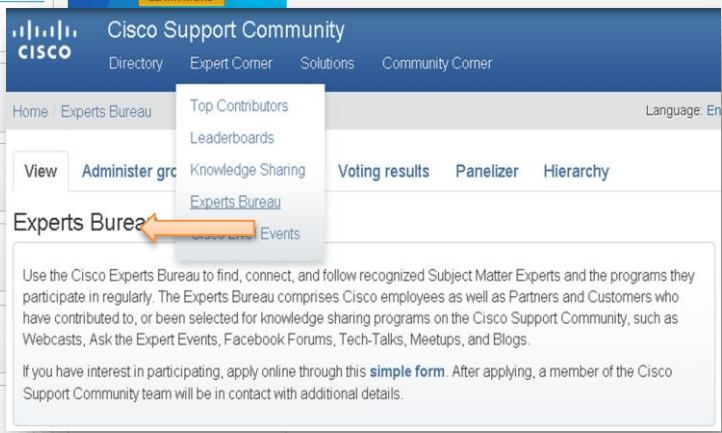 CISCO
Cisco Support Community
Directory Expert Corner Solutions Community Corner
Home / Experts Bureau
Language: En
Top Contributors
Leaderboards
Knowledge Sharing
Experts Bureau
Events
View Administer gro Voting results Panelizer Hierarchy
Experts Burea
Use the Cisco Experts Bureau to find, connect, and follow recognized Subject Matter Experts and the programs they
participate in regularly. The Experts Bureau comprises Cisco employees as well as Partners and Customers who
have contributed to, or been selected for knowledge sharing programs on the Cisco Support Community, such as
Webcasts, Ask the Expert Events, Facebook Forums, Tech-Talks, Meetups, and Blogs.
If you have interest in participating, apply online through this simple form. After applying, a member of the Cisco
Support Community team will be in contact with additional details.